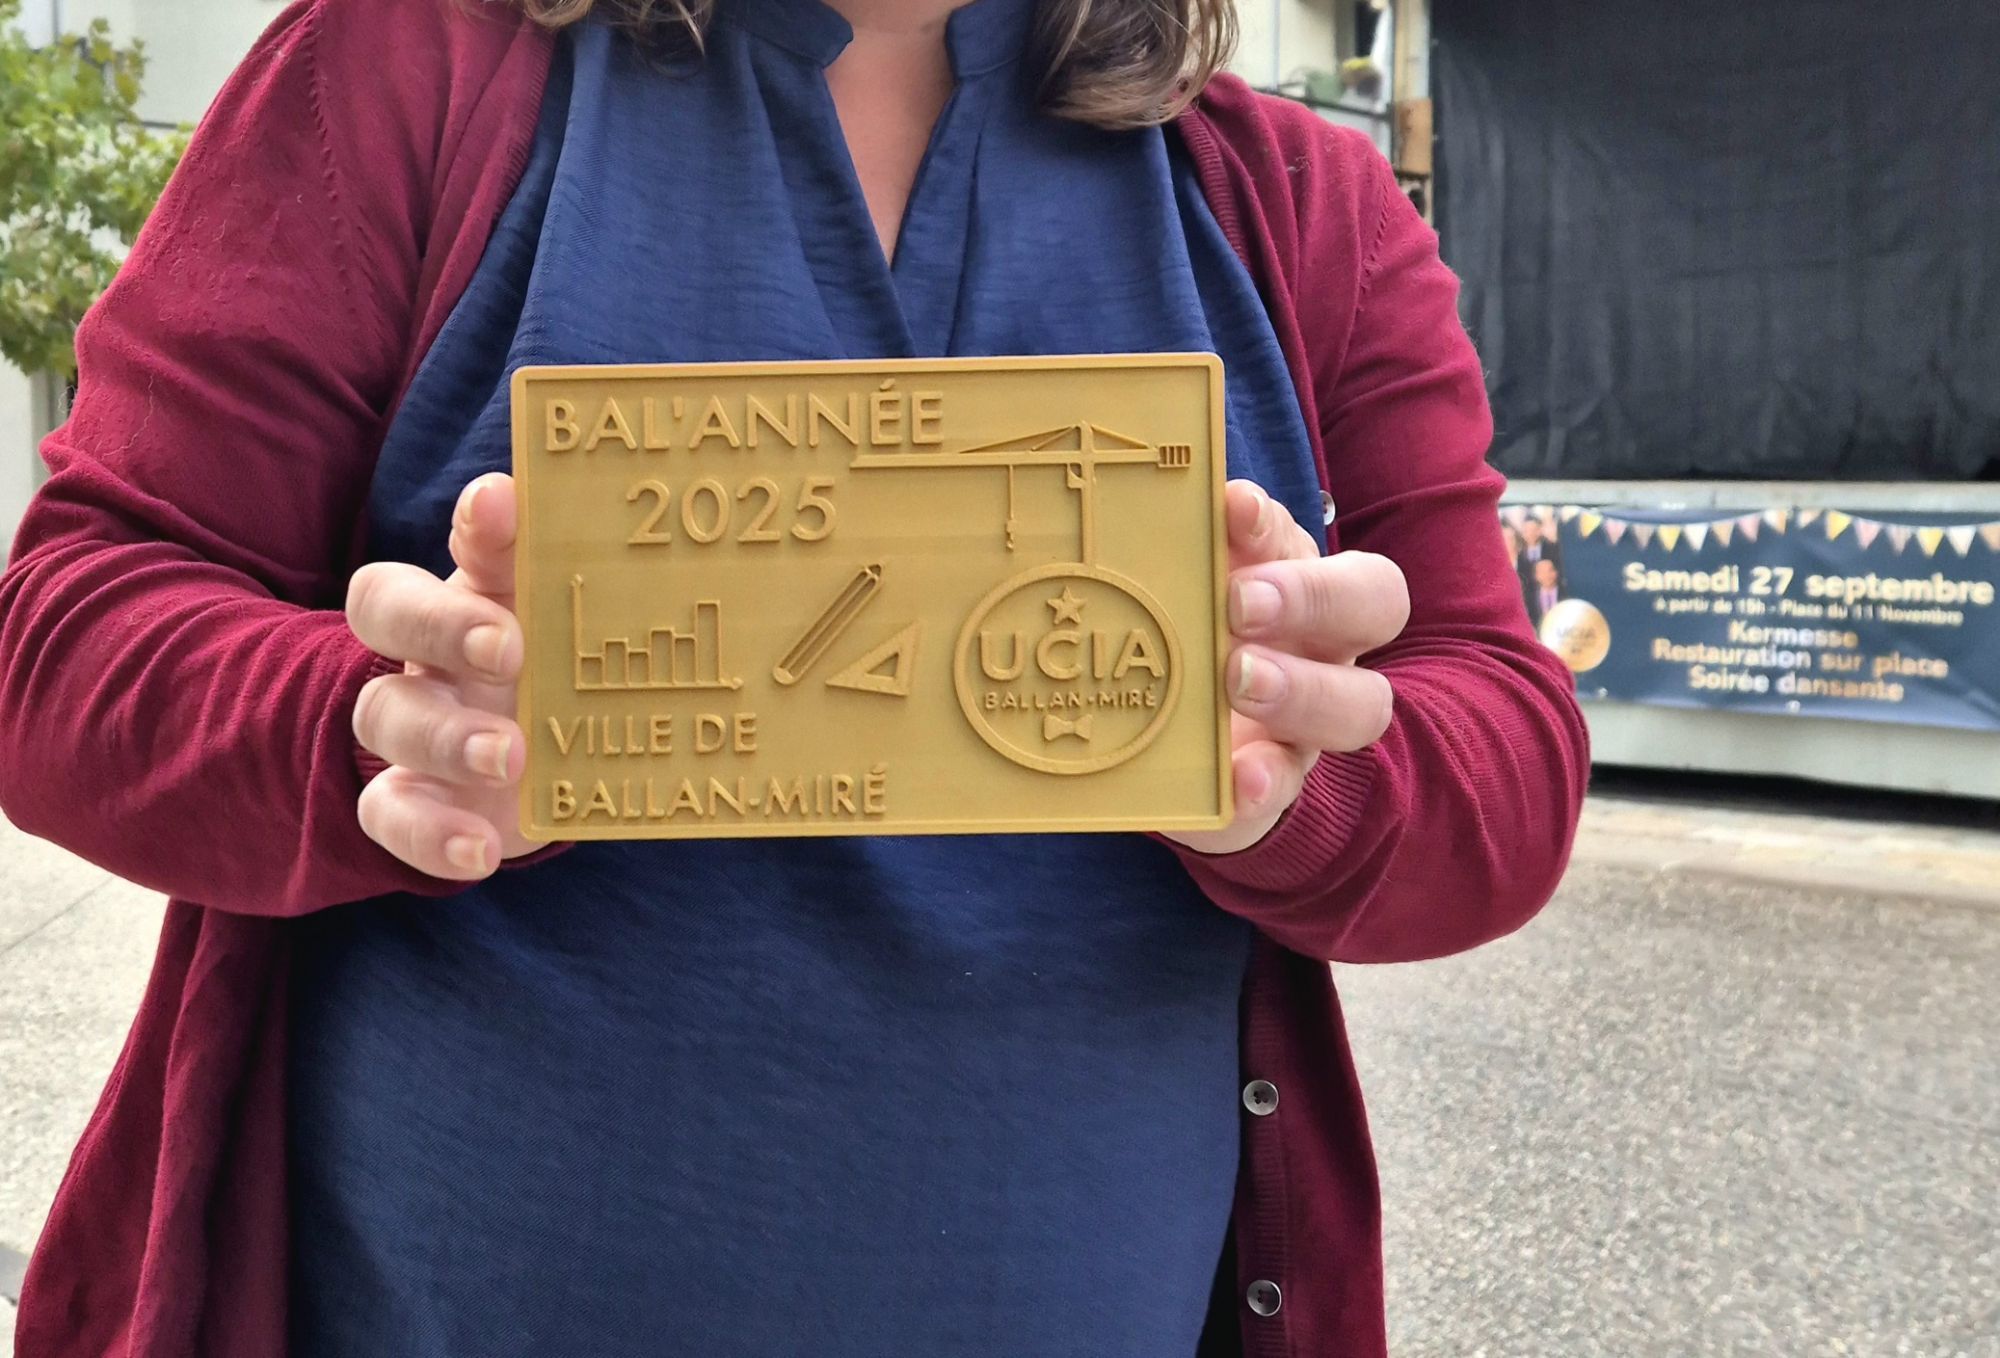 BAL'ANNÉE
2025
VILLE DE
BALLAN-MIRÉ
UCIA
BALLAN-MIRÉ
Samedi 27 septembre
à partir de 15h - Place du 11 Novembre
Kermesse
Restauration sur place
Soirée dansante
UCIA